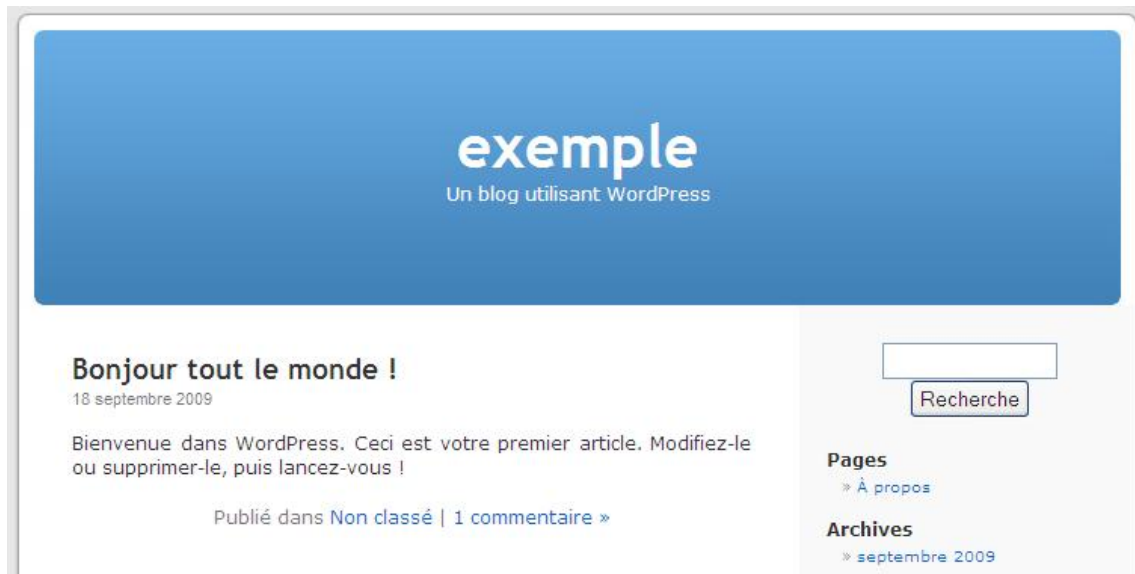 exemple
Un blog utilisant WordPress
Bonjour tout le monde !
18 septembre 2009
Bienvenue dans WordPress. Ceci est votre premier article. Modifiez-le
ou supprimer-le, puis lancez-vous !
Publié dans Non classé | 1 commentaire »
Recherche
Pages
» À propos
Archives
» septembre 2009